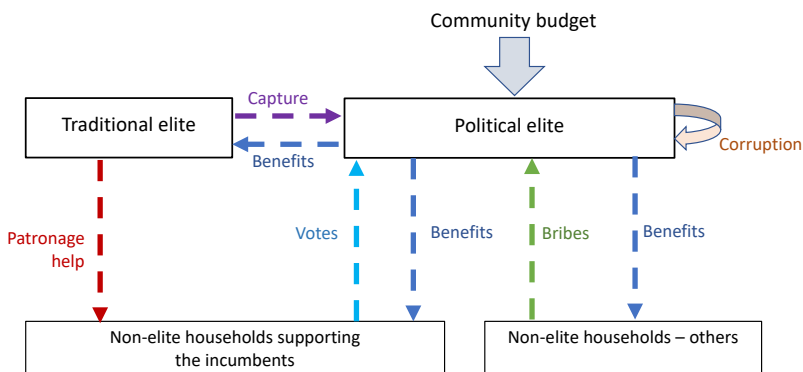 Community budget
Capture
Traditional elite
Political elite
Corruption
Benefits
Patronage
help
Votes
Benefits
Bribes
Benefits
Non-elite households supporting
the incumbents
Non-elite households – others